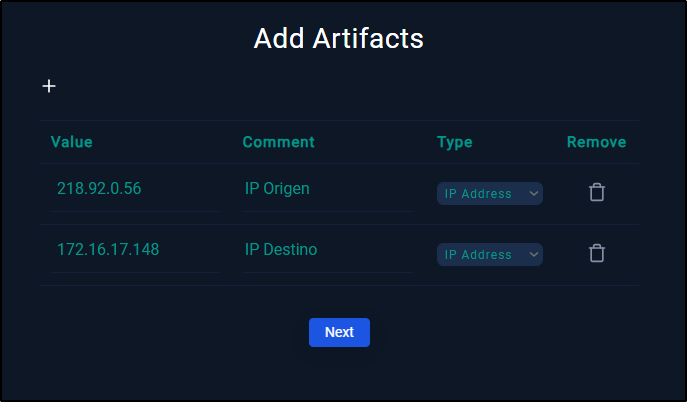 Add Artifacts
+
Value Comment Type Remove
218.92.0.56 IP Origen IP Address
172.16.17.148 IP Destino IP Address
Next